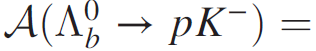 𝒜(Λ_b^0 → pK^−) =